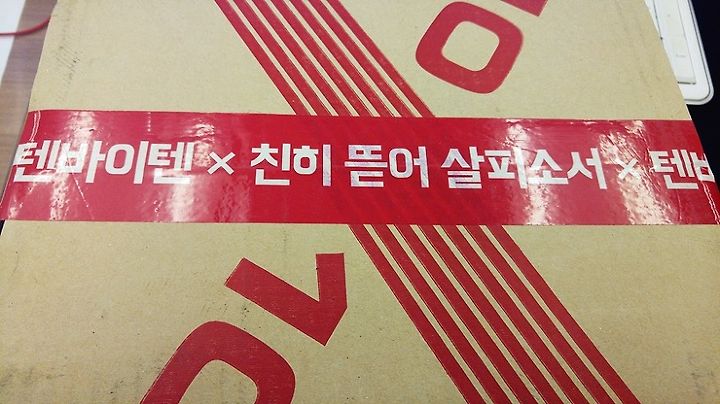 텐바이텐 × 친히 뜯어 살피소서 × 텐바